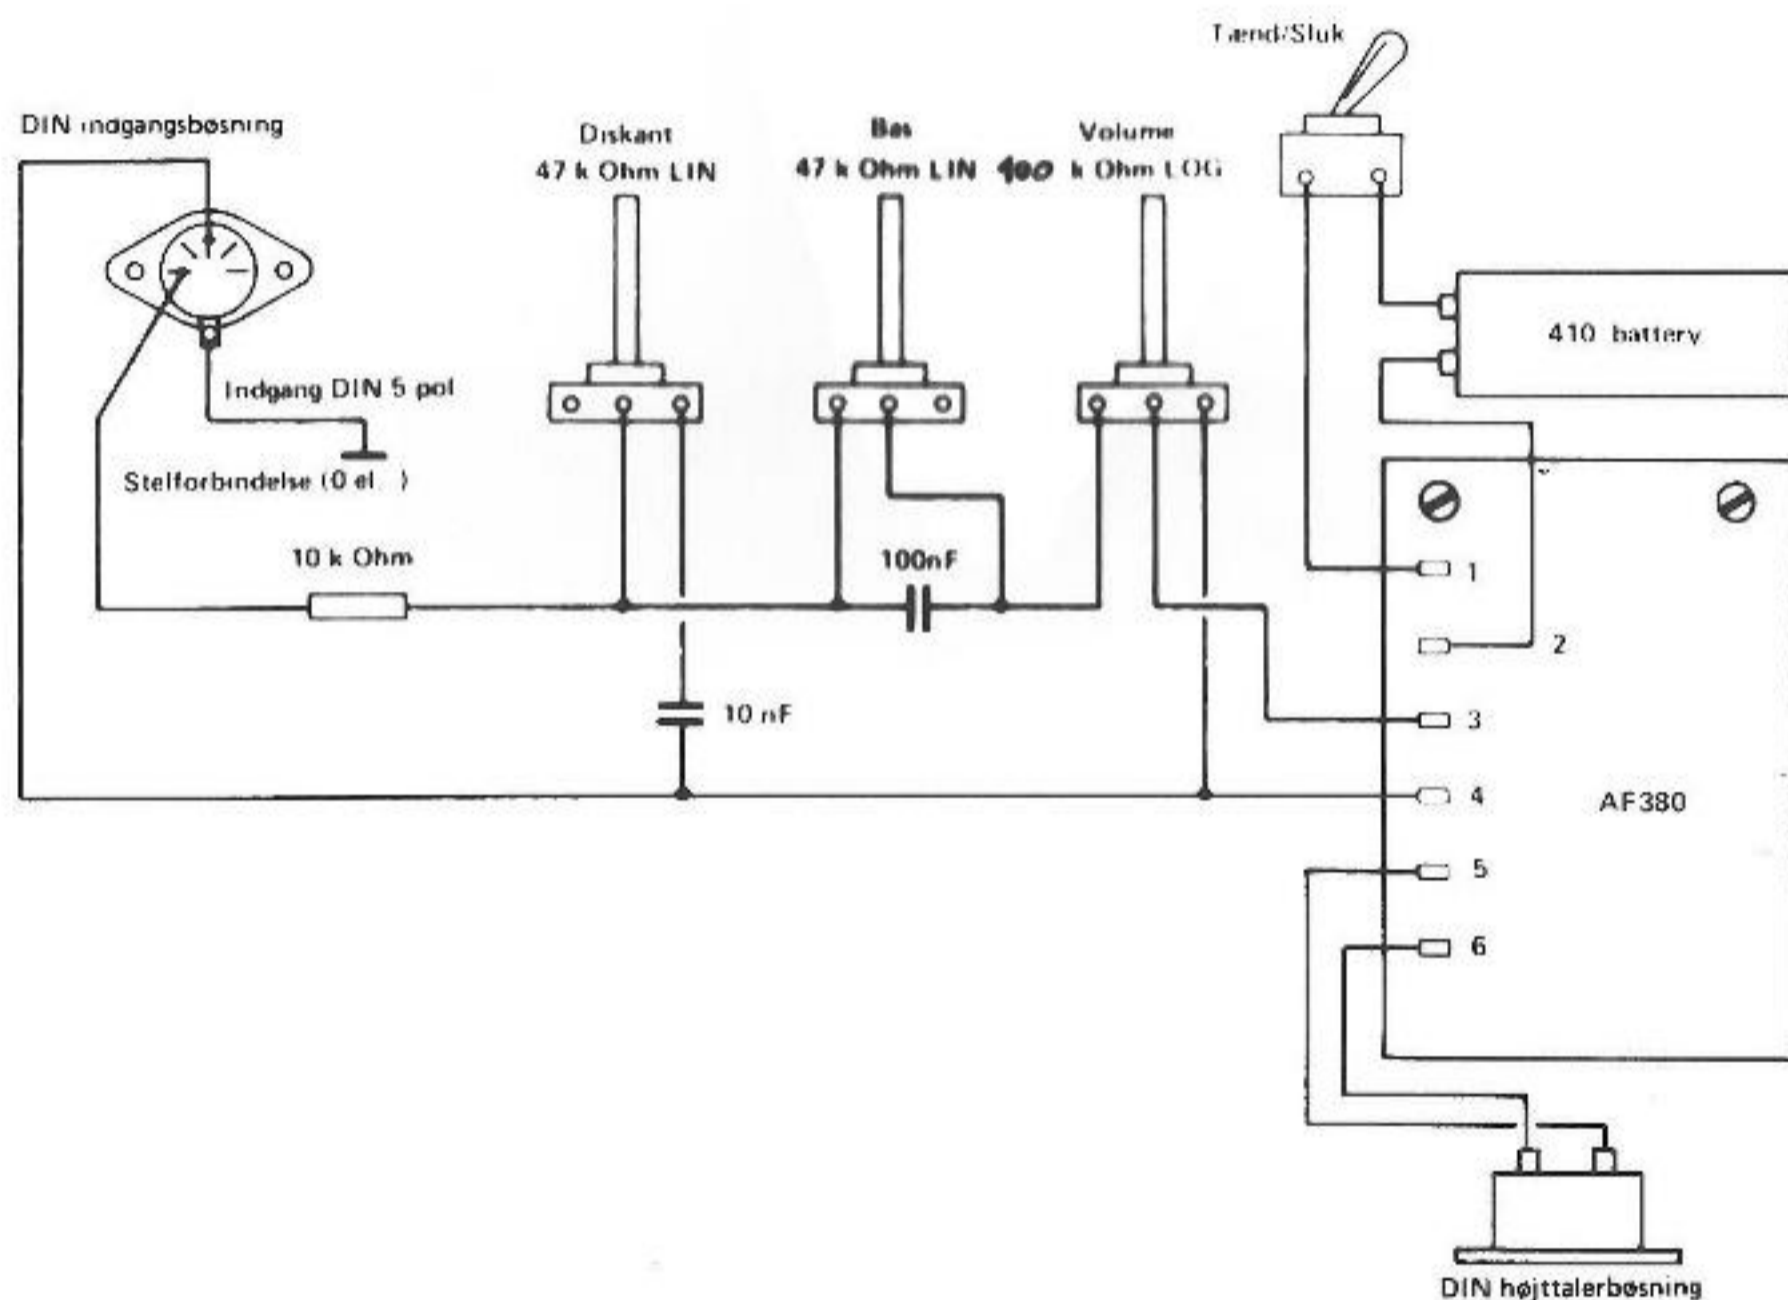 Tænd/Sluk
DIN indgangsbøsning
Diskant
47 k Ohm LIN
Bas
47 k Ohm LIN
Volume
k Ohm LOG
410 battery
Indgang DIN 5 pol
Stelforbindelse (0 el. )
10 k Ohm
100nF
10 nF
1
2
3
4
5
6
AF380
DIN højttalerbøsning